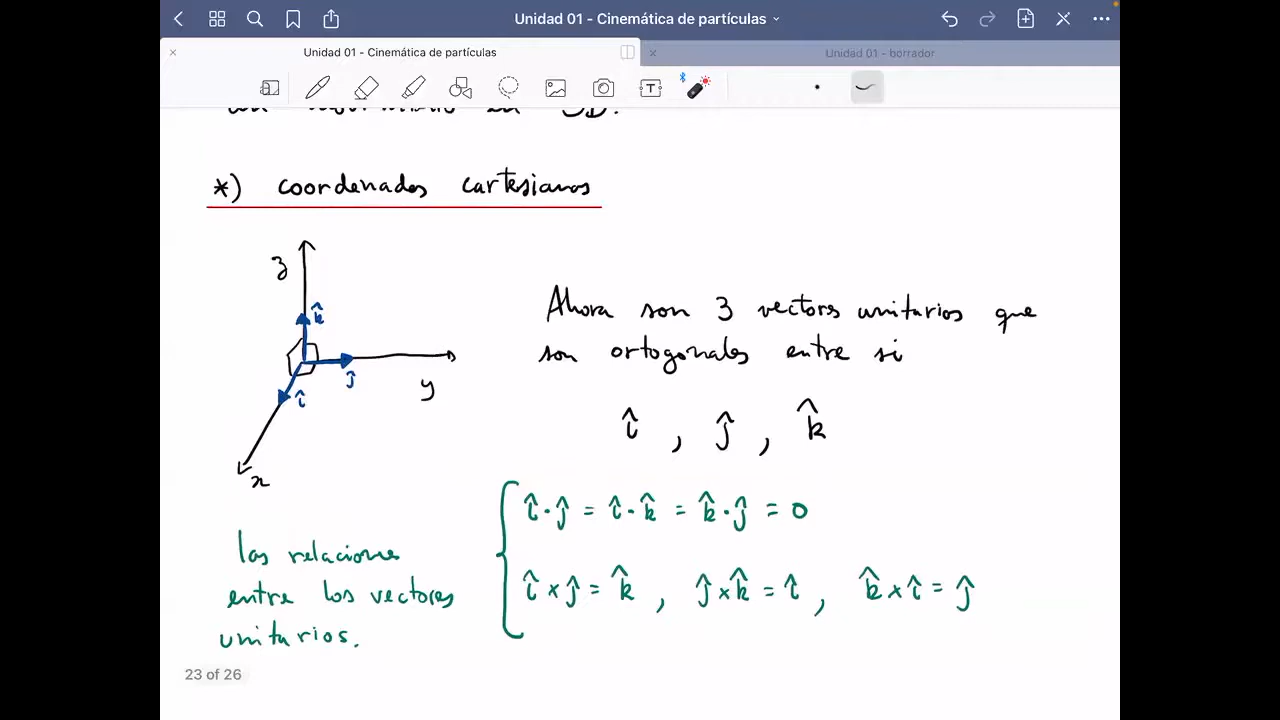 Unidad 01 - Cinemática de partículas
Unidad 01 - Cinemática de partículas
Unidad 01 - borrador
3D.
*) coordenadas cartesianas
z
k̂
ĵ
î
y
x
Ahora son 3 vectores unitarios que
son ortogonales entre si
î , ĵ , k̂
î · ĵ = î · k̂ = k̂ · ĵ = 0
î × ĵ = k̂ , ĵ × k̂ = î , k̂ × î = ĵ
las relaciones
entre los vectores
unitarios.
23 of 26